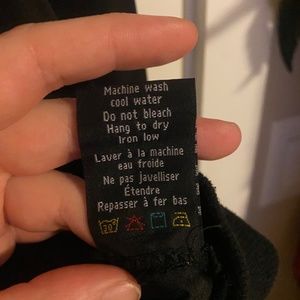 Machine wash
cool water
Do not bleach
Hang to dry
Iron low
Laver à la machine
eau froide
Ne pas javelliser
Étendre
Repasser à fer bas
30